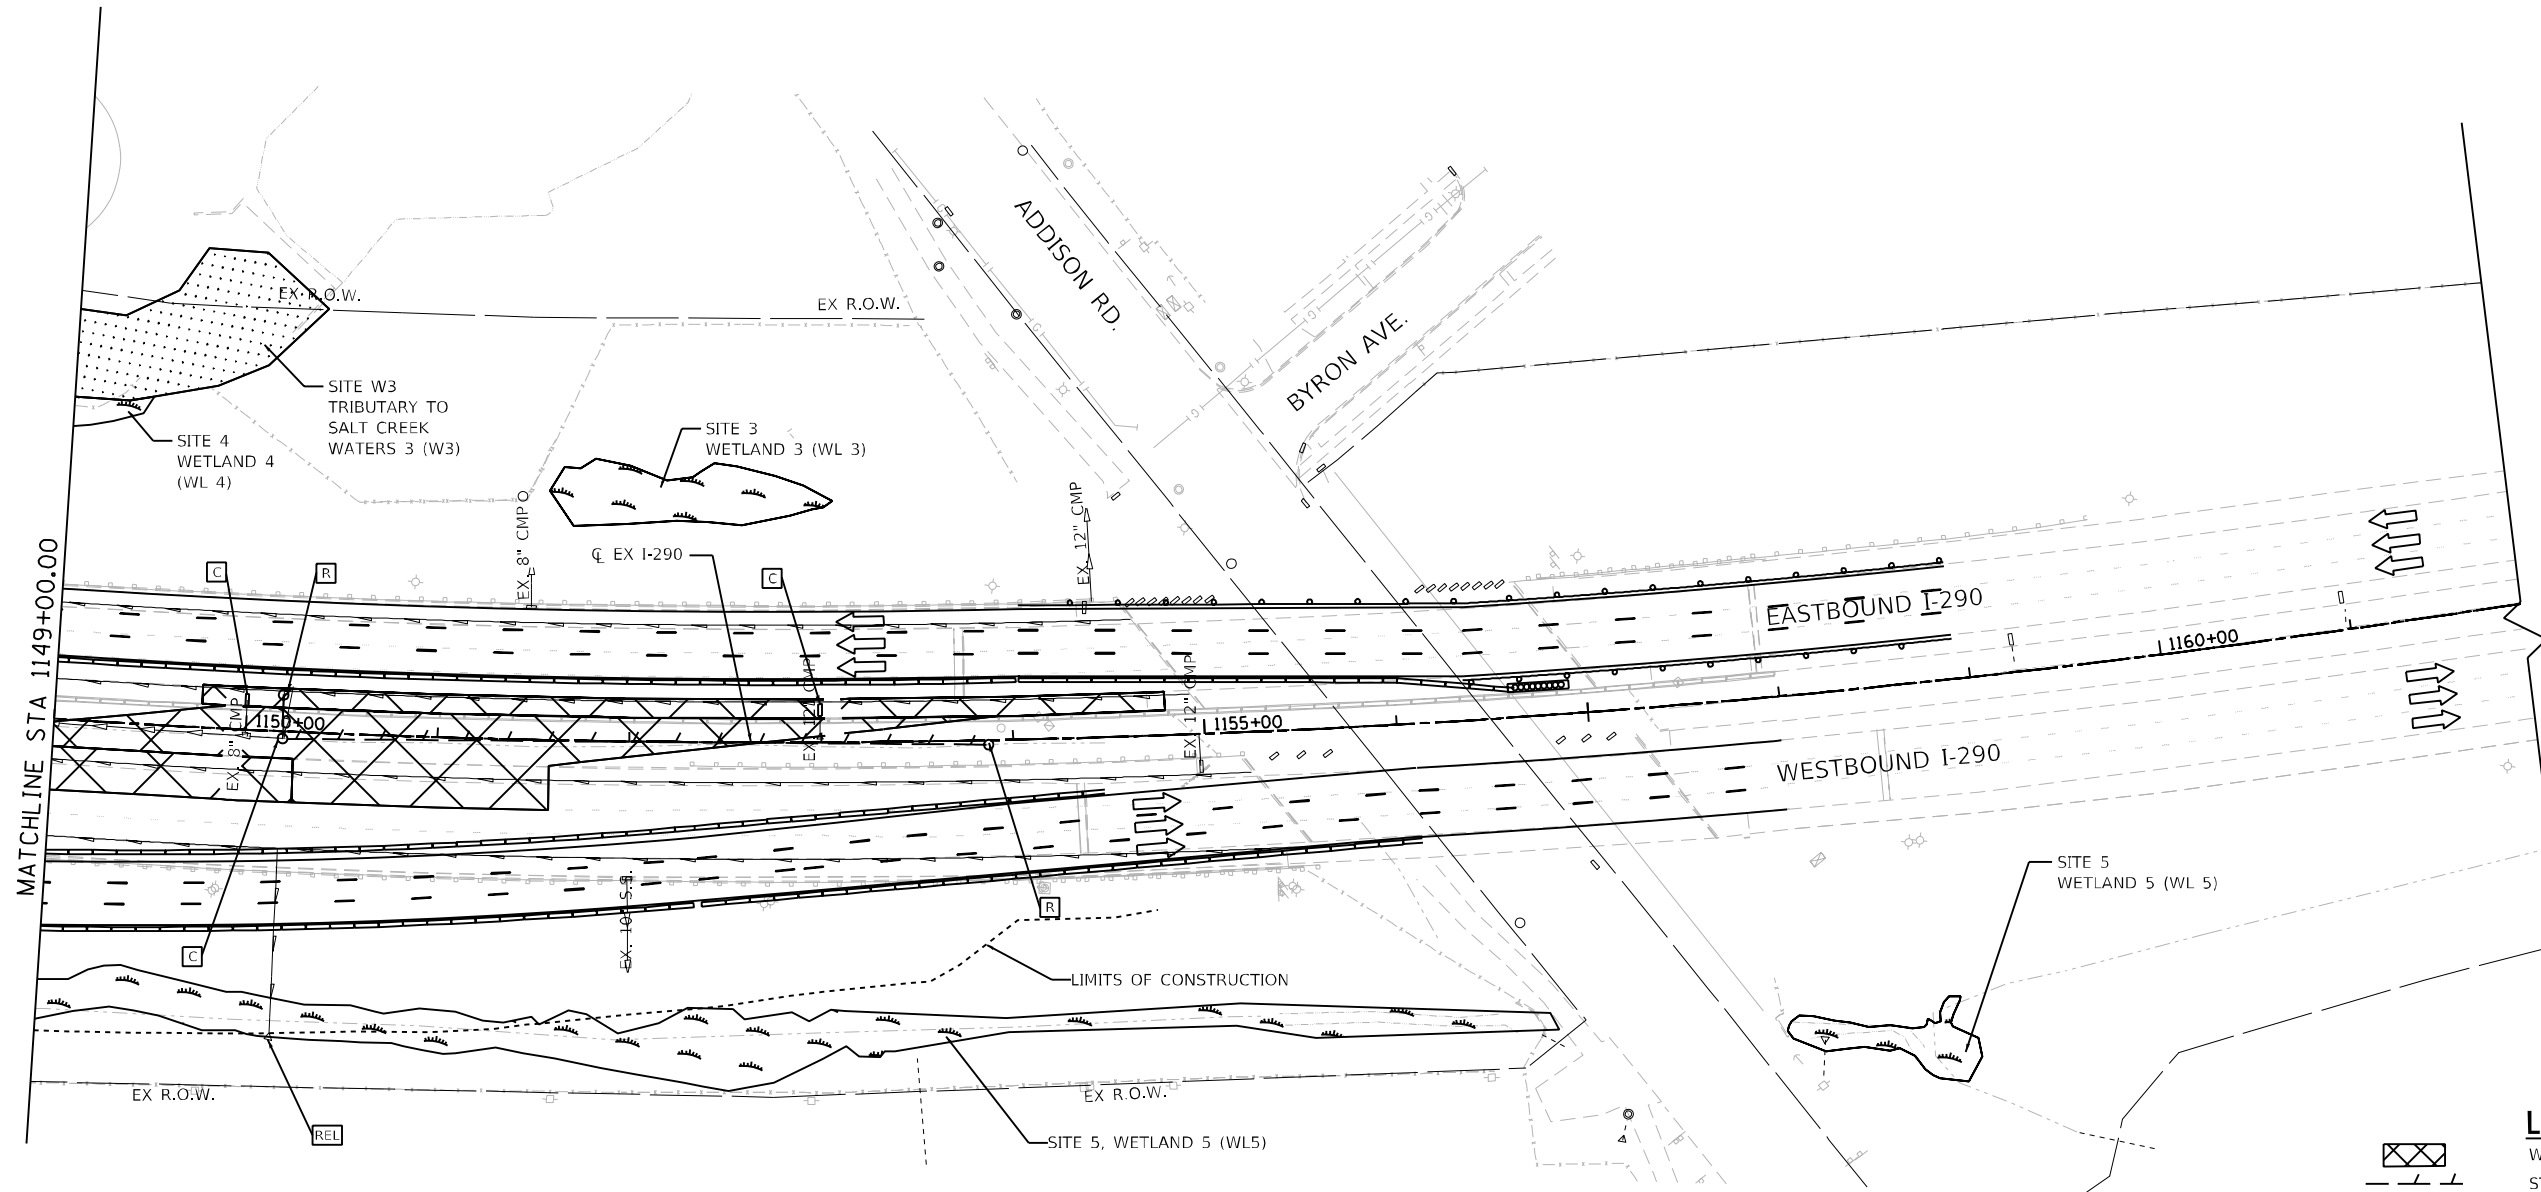 ADDISON RD.
BYRON AVE.
EX R.O.W.
EX R.O.W.
SITE W3
TRIBUTARY TO
SALT CREEK
WATERS 3 (W3)
SITE 4
WETLAND 4
(WL 4)
SITE 3
WETLAND 3 (WL 3)
EX. 8" CMP
EX. 12" CMP
℄ EX I-290
MATCHLINE STA 1149+00.00
C
R
C
EASTBOUND I-290
1160+00
EX. 8" CMP
1150+00
EX. 12" CMP
EX. 12" CMP
1155+00
WESTBOUND I-290
SITE 5
WETLAND 5 (WL 5)
EX. 10" S.S.
R
C
LIMITS OF CONSTRUCTION
EX R.O.W.
EX R.O.W.
REL
SITE 5, WETLAND 5 (WL5)